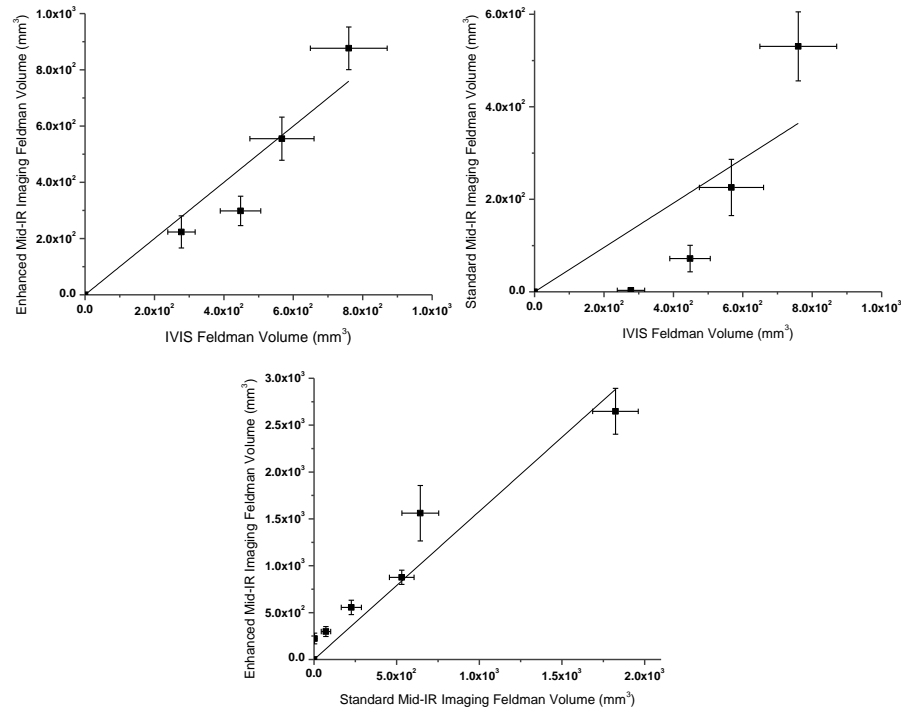 Enhanced Mid-IR Imaging Feldman Volume (mm³)
1.0x10³
8.0x10²
6.0x10²
4.0x10²
2.0x10²
0.0
0.0
2.0x10²
4.0x10²
6.0x10²
8.0x10²
1.0x10³
IVIS Feldman Volume (mm³)
Standard Mid-IR Imaging Feldman Volume (mm³)
6.0x10²
4.0x10²
2.0x10²
0.0
0.0
2.0x10²
4.0x10²
6.0x10²
8.0x10²
1.0x10³
IVIS Feldman Volume (mm³)
Enhanced Mid-IR Imaging Feldman Volume (mm³)
3.0x10³
2.5x10³
2.0x10³
1.5x10³
1.0x10³
5.0x10²
0.0
0.0
5.0x10²
1.0x10³
1.5x10³
2.0x10³
Standard Mid-IR Imaging Feldman Volume (mm³)